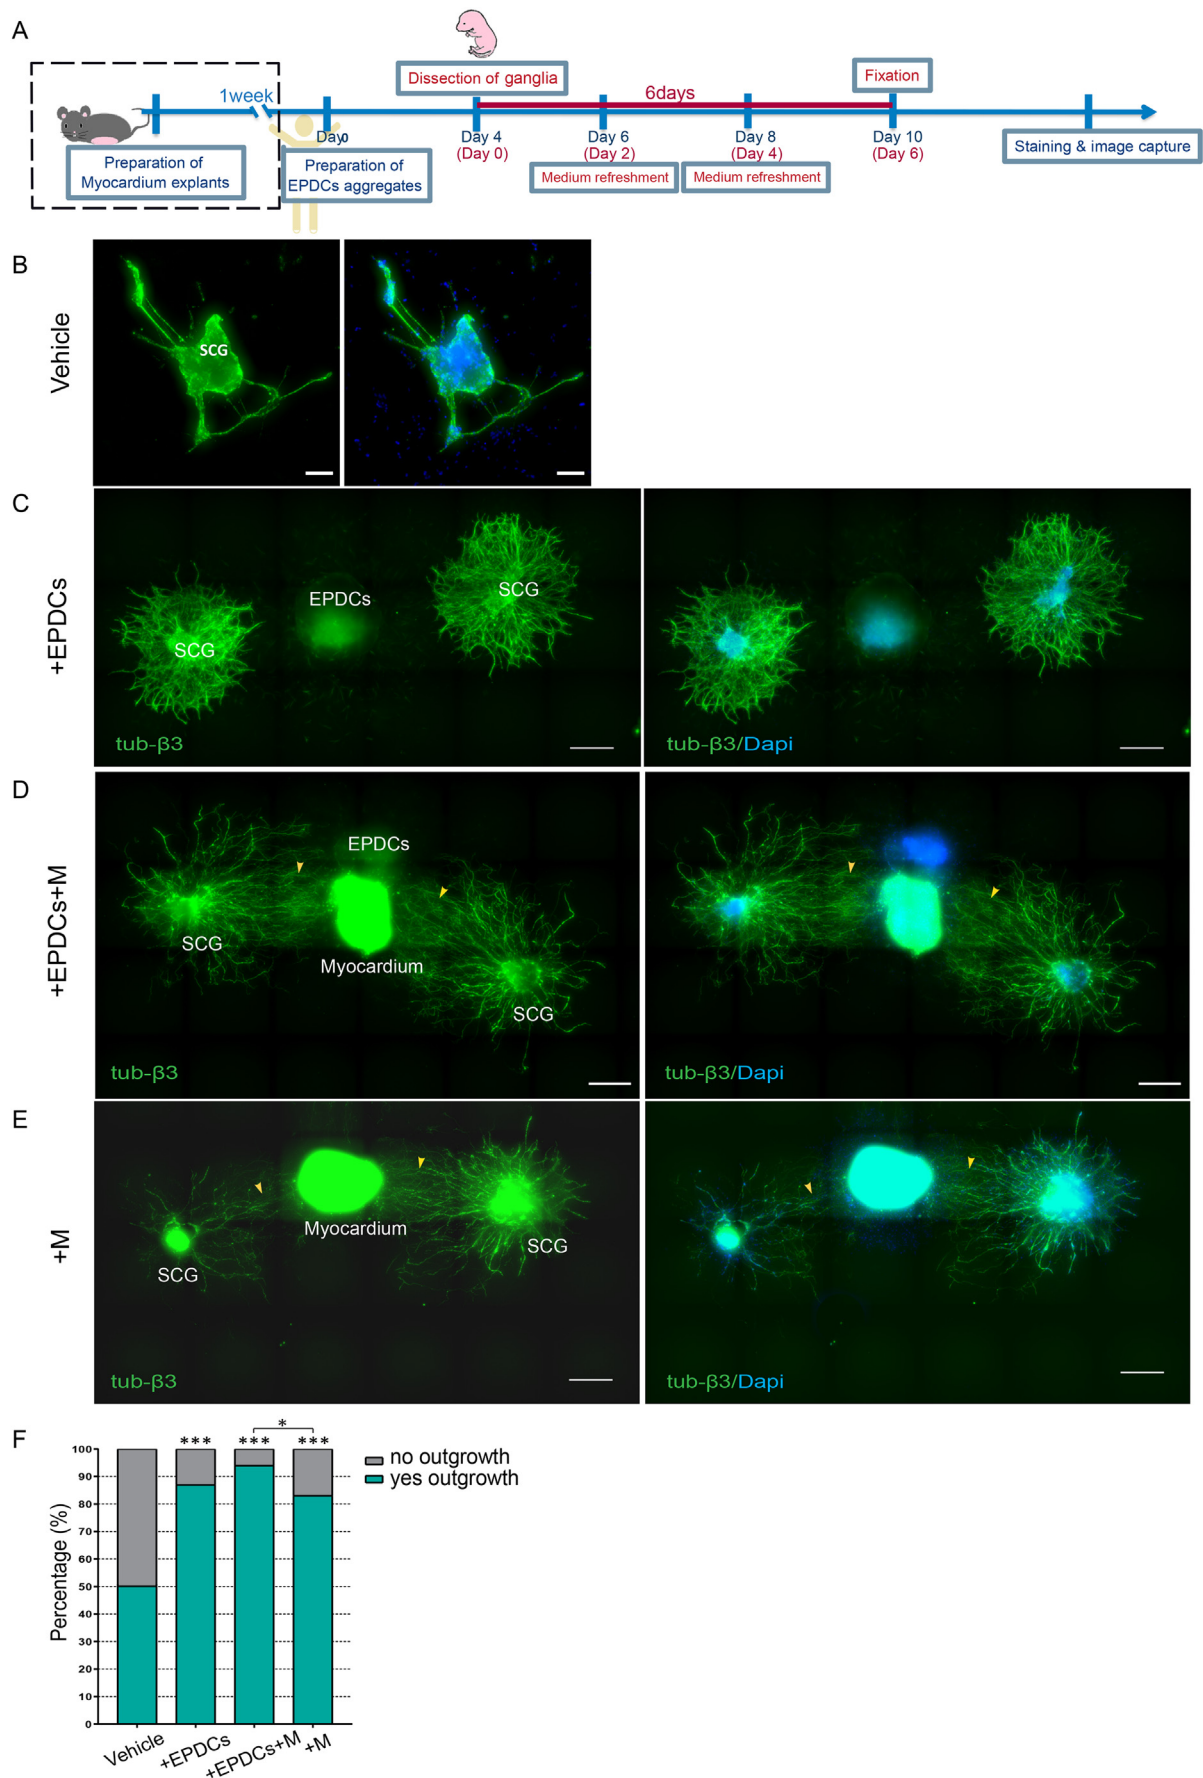 A
1week
Dissection of ganglia
6days
Fixation
Preparation of
Myocardium explants
Day0
Preparation of
EPDCs aggregates
Day 4
(Day 0)
Day 6
(Day 2)
Medium refreshment
Day 8
(Day 4)
Medium refreshment
Day 10
(Day 6)
Staining & image capture
B
Vehicle
SCG
C
+EPDCs
SCG
EPDCs
SCG
tub-β3
tub-β3/Dapi
D
+EPDCs+M
EPDCs
SCG
Myocardium
SCG
tub-β3
tub-β3/Dapi
E
+M
Myocardium
SCG
SCG
tub-β3
tub-β3/Dapi
F
*
*** *** ***
no outgrowth
yes outgrowth
Percentage (%)
100
90
80
70
60
50
40
30
20
10
0
Vehicle
+EPDCs
+EPDCs+M
+M